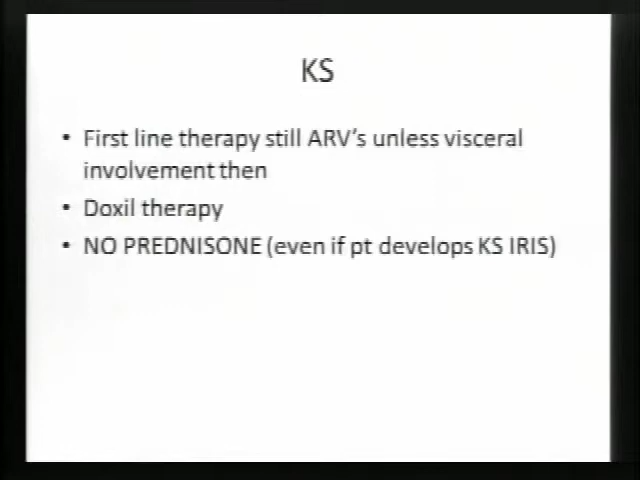 KS
• First line therapy still ARV's unless visceral
involvement then
• Doxil therapy
• NO PREDNISONE (even if pt develops KS IRIS)